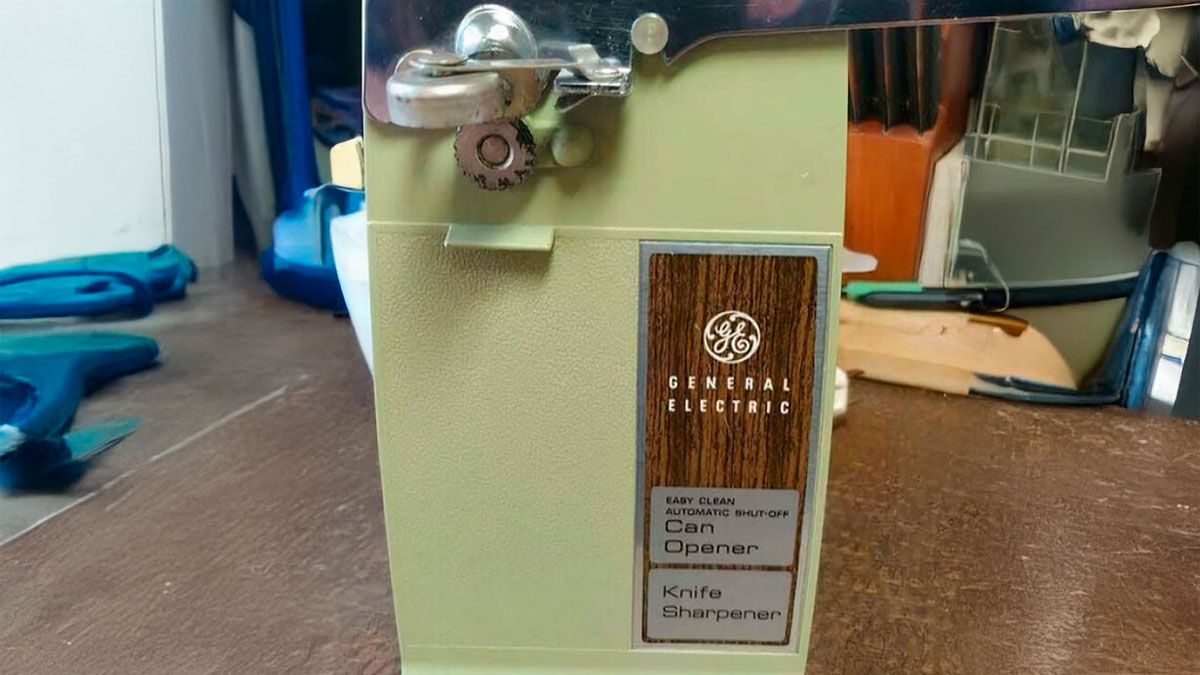 GE
GENERAL
ELECTRIC
EASY CLEAN
AUTOMATIC SHUT-OFF
Can
Opener
Knife
Sharpener